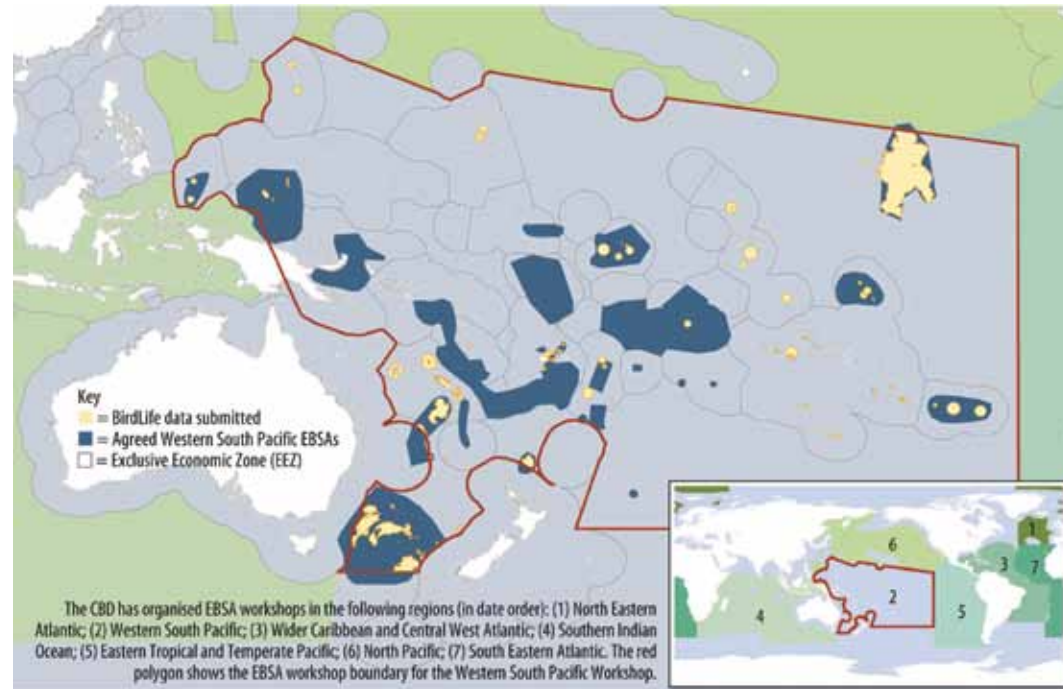 Key
= BirdLife data submitted
= Agreed Western South Pacific EBSAs
= Exclusive Economic Zone (EEZ)
The CBD has organised EBSA workshops in the following regions (in date order): (1) North Eastern
Atlantic; (2) Western South Pacific; (3) Wider Caribbean and Central West Atlantic; (4) Southern Indian
Ocean; (5) Eastern Tropical and Temperate Pacific; (6) North Pacific; (7) South Eastern Atlantic. The red
polygon shows the EBSA workshop boundary for the Western South Pacific Workshop.
1
6
3
7
2
4
5